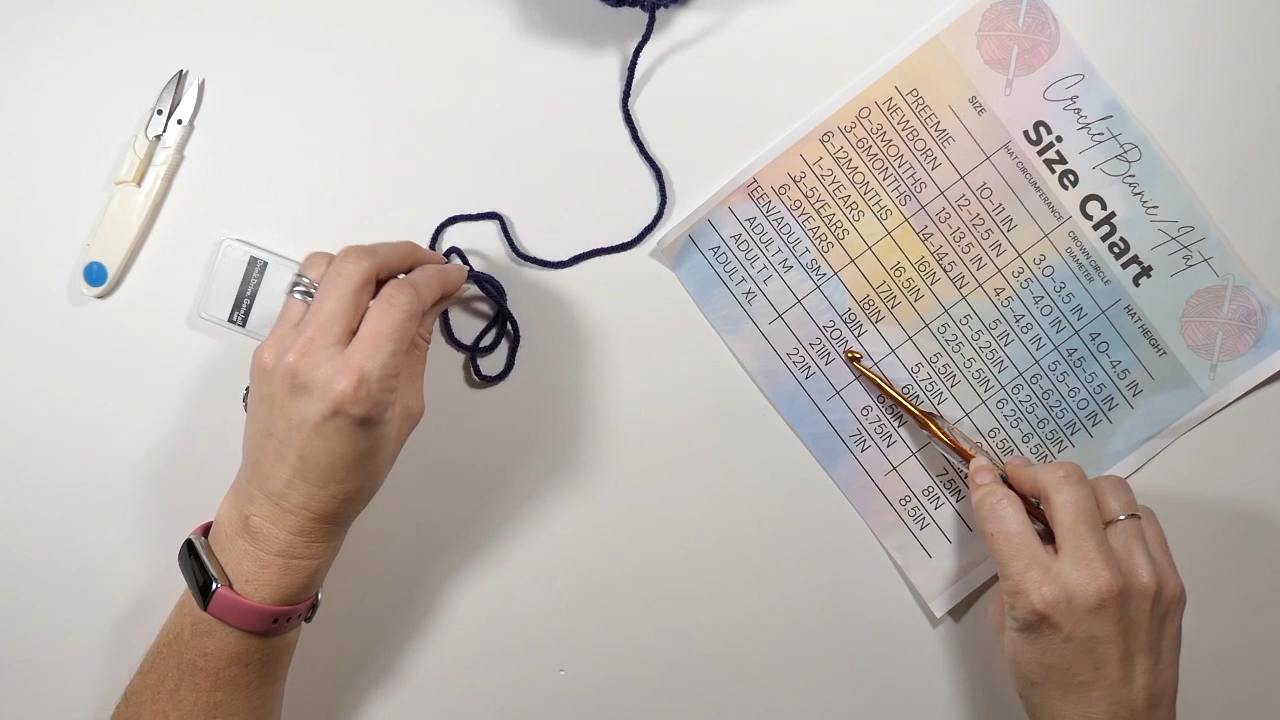 Crochet Beanie/Hat
Size Chart
SIZE HAT CIRCUMFERANCE CROWN CIRCLE DIAMETER HAT HEIGHT
PREEMIE 10-11 IN 3.0-3.5 IN 4.0-4.5 IN
NEWBORN 12-12.5 IN 3.5-4.0 IN 4.5-5.5 IN
0-3MONTHS 13-13.5 IN 4.5-4.8 IN 5.5-6.0 IN
3-6MONTHS 14-14.5 IN 5 IN 6-6.25 IN
6-12MONTHS 16IN 5-5.25IN 6.25-6.5IN
1-2YEARS 16.5IN 5.25-5.5IN 6.25-6.5IN
3-5YEARS 17IN 5.5IN 6.5IN
6-9YEARS 18IN 5.75IN
TEEN/ADULT SM 19IN 6IN
ADULT M 20IN 6.5IN 7.5IN
ADULT L 21IN 6.75IN 8IN
ADULT XL 22IN 7IN 8.5IN
Drink.Drive.